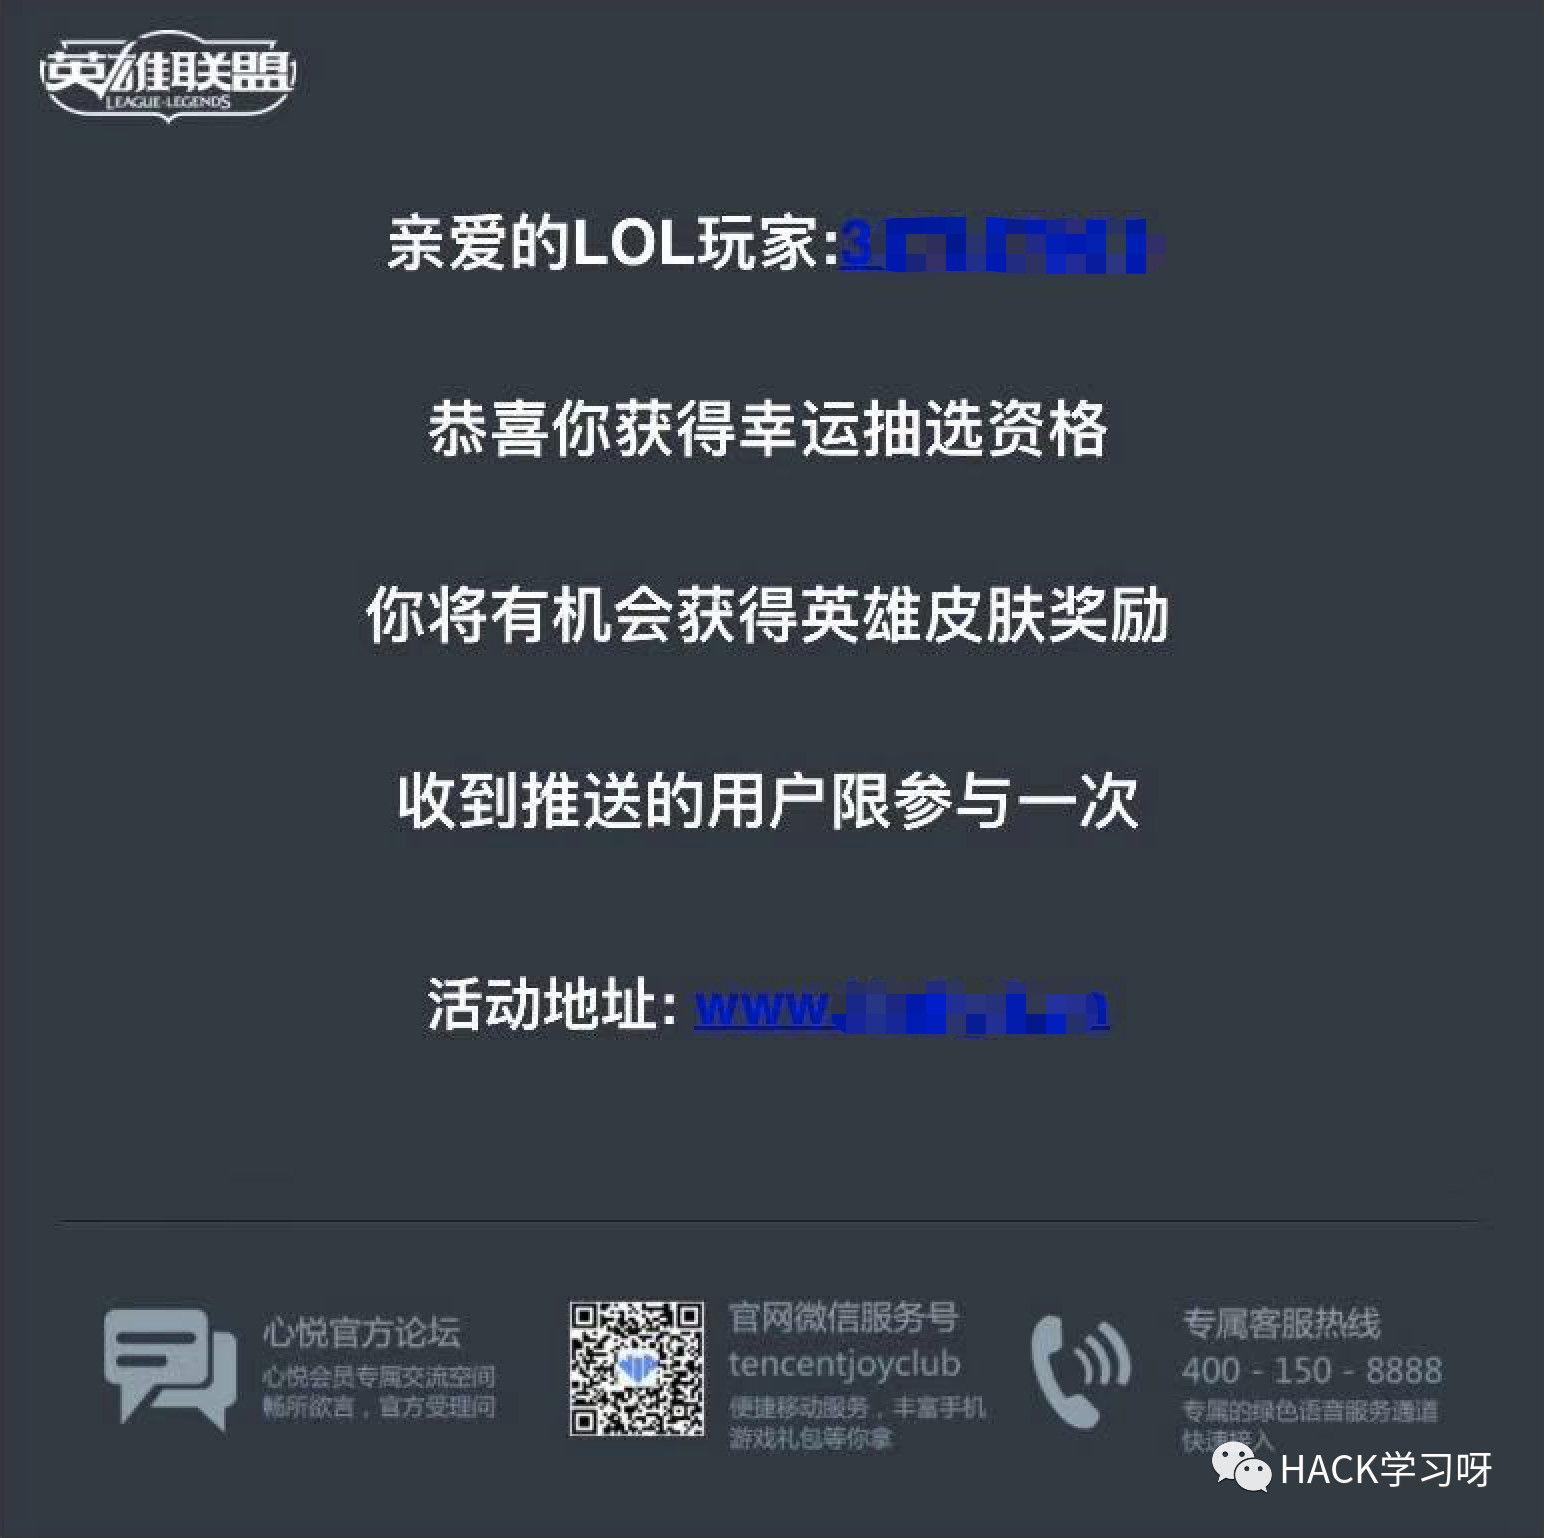 英雄联盟
LEAGUE OF LEGENDS
亲爱的LOL玩家:3
恭喜你获得幸运抽选资格
你将有机会获得英雄皮肤奖励
收到推送的用户限参与一次
活动地址: www.
心悦官方论坛
心悦会员专属交流空间
畅所欲言，官方受理问
官网微信服务号
tencentjoyclub
便捷移动服务，丰富手机
游戏礼包等你拿
专属客服热线
400 - 150 - 8888
专属的绿色语音服务通道
快速接入
HACK学习呀